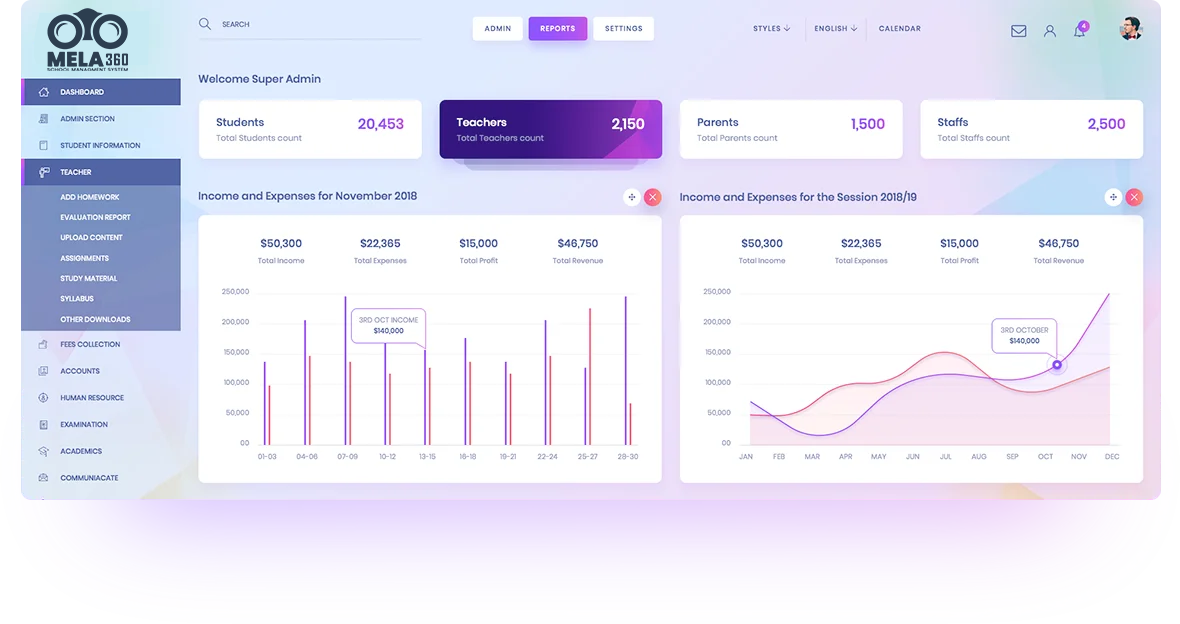 MELA360
SCHOOL MANAGMENT SYSTEM
SEARCH
ADMIN
REPORTS
SETTINGS
STYLES
ENGLISH
CALENDAR
4
DASHBOARD
ADMIN SECTION
STUDENT INFORMATION
TEACHER
ADD HOMEWORK
EVALUATION REPORT
UPLOAD CONTENT
ASSIGNMENTS
STUDY MATERIAL
SYLLABUS
OTHER DOWNLOADS
FEES COLLECTION
ACCOUNTS
HUMAN RESOURCE
EXAMINATION
ACADEMICS
COMMUNIACATE
Welcome Super Admin
Students
20,453
Total Students count
Teachers
2,150
Total Teachers count
Parents
1,500
Total Parents count
Staffs
2,500
Total Staffs count
Income and Expenses for November 2018
$50,300
$22,365
$15,000
$46,750
Total Income
Total Expenses
Total Profit
Total Revenue
250,000
200,000
150,000
100,000
50,000
00
3RD OCT INCOME
$140,000
01-03
04-06
07-09
10-12
13-15
16-18
19-21
22-24
25-27
28-30
Income and Expenses for the Session 2018/19
$50,300
$22,365
$15,000
$46,750
Total Income
Total Expenses
Total Profit
Total Revenue
250,000
200,000
150,000
100,000
50,000
00
3RD OCTOBER
$140,000
JAN
FEB
MAR
APR
MAY
JUN
JUL
AUG
SEP
OCT
NOV
DEC